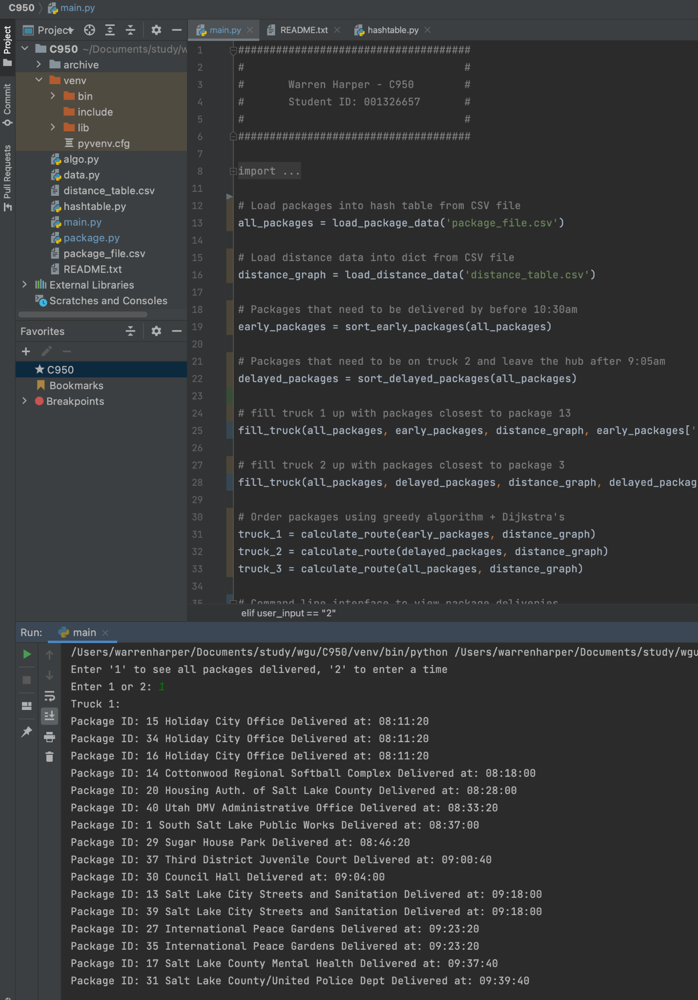 C950 main.py
Project
Commit
Pull Requests
Project
C950 ~/Documents/study/w
archive
venv
bin
include
lib
pyvenv.cfg
algo.py
data.py
distance_table.csv
hashtable.py
main.py
package.py
package_file.csv
README.txt
External Libraries
Scratches and Consoles
Favorites
C950
Bookmarks
Breakpoints
main.py README.txt hashtable.py
1 #####################################
2 # #
3 # Warren Harper - C950 #
4 # Student ID: 001326657 #
5 # #
6 #####################################
7
8 import ...
11
12 # Load packages into hash table from CSV file
13 all_packages = load_package_data('package_file.csv')
14
15 # Load distance data into dict from CSV file
16 distance_graph = load_distance_data('distance_table.csv')
17
18 # Packages that need to be delivered by before 10:30am
19 early_packages = sort_early_packages(all_packages)
20
21 # Packages that need to be on truck 2 and leave the hub after 9:05am
22 delayed_packages = sort_delayed_packages(all_packages)
23
24 # fill truck 1 up with packages closest to package 13
25 fill_truck(all_packages, early_packages, distance_graph, early_packages['
26
27 # fill truck 2 up with packages closest to package 3
28 fill_truck(all_packages, delayed_packages, distance_graph, delayed_packag
29
30 # Order packages using greedy algorithm + Dijkstra's
31 truck_1 = calculate_route(early_packages, distance_graph)
32 truck_2 = calculate_route(delayed_packages, distance_graph)
33 truck_3 = calculate_route(all_packages, distance_graph)
34
35 # Command line interface to view package deliveries
elif user_input == "2"
Run: main
/Users/warrenharper/Documents/study/wgu/C950/venv/bin/python /Users/warrenharper/Documents/study/wgu
Enter '1' to see all packages delivered, '2' to enter a time
Enter 1 or 2: 1
Truck 1:
Package ID: 15 Holiday City Office Delivered at: 08:11:20
Package ID: 34 Holiday City Office Delivered at: 08:11:20
Package ID: 16 Holiday City Office Delivered at: 08:11:20
Package ID: 14 Cottonwood Regional Softball Complex Delivered at: 08:18:00
Package ID: 20 Housing Auth. of Salt Lake County Delivered at: 08:28:00
Package ID: 40 Utah DMV Administrative Office Delivered at: 08:33:20
Package ID: 1 South Salt Lake Public Works Delivered at: 08:37:00
Package ID: 29 Sugar House Park Delivered at: 08:46:20
Package ID: 37 Third District Juvenile Court Delivered at: 09:00:40
Package ID: 30 Council Hall Delivered at: 09:04:00
Package ID: 13 Salt Lake City Streets and Sanitation Delivered at: 09:18:00
Package ID: 39 Salt Lake City Streets and Sanitation Delivered at: 09:18:00
Package ID: 27 International Peace Gardens Delivered at: 09:23:20
Package ID: 35 International Peace Gardens Delivered at: 09:23:20
Package ID: 17 Salt Lake County Mental Health Delivered at: 09:37:40
Package ID: 31 Salt Lake County/United Police Dept Delivered at: 09:39:40